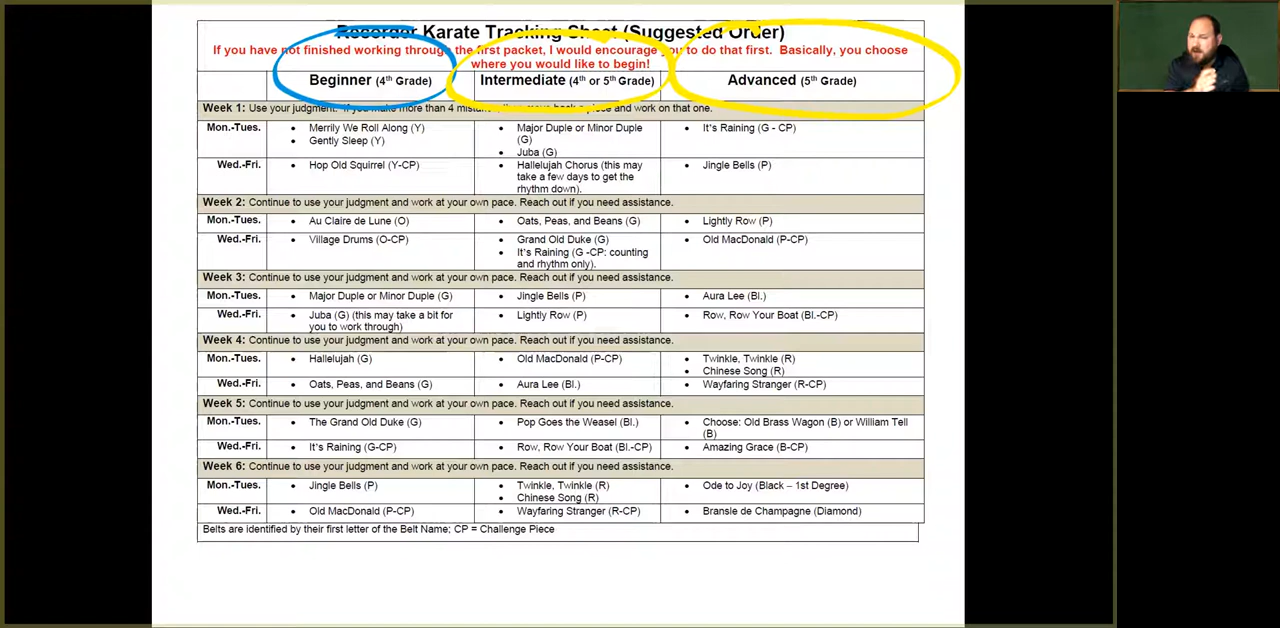 Recorder Karate Tracking Sheet (Suggested Order)
If you have not finished working through the first packet, I would encourage you to do that first. Basically, you choose
where you would like to begin!
Beginner (4th Grade) Intermediate (4th or 5th Grade) Advanced (5th Grade)
Week 1: Use your judgment. If you make more than 4 mistakes, move back a piece and work on that one.
Mon.-Tues. • Merrily We Roll Along (Y) • Major Duple or Minor Duple • It's Raining (G - CP)
• Gently Sleep (Y) (G)
• Juba (G)
Wed.-Fri. • Hop Old Squirrel (Y-CP) • Hallelujah Chorus (this may • Jingle Bells (P)
take a few days to get the
rhythm down).
Week 2: Continue to use your judgment and work at your own pace. Reach out if you need assistance.
Mon.-Tues. • Au Claire de Lune (O) • Oats, Peas, and Beans (G) • Lightly Row (P)
Wed.-Fri. • Village Drums (O-CP) • Grand Old Duke (G) • Old MacDonald (P-CP)
• It's Raining (G -CP: counting
and rhythm only).
Week 3: Continue to use your judgment and work at your own pace. Reach out if you need assistance.
Mon.-Tues. • Major Duple or Minor Duple (G) • Jingle Bells (P) • Aura Lee (Bl.)
Wed.-Fri. • Juba (G) (this may take a bit for • Lightly Row (P) • Row, Row Your Boat (Bl.-CP)
you to work through)
Week 4: Continue to use your judgment and work at your own pace. Reach out if you need assistance.
Mon.-Tues. • Hallelujah (G) • Old MacDonald (P-CP) • Twinkle, Twinkle (R)
• Chinese Song (R)
Wed.-Fri. • Oats, Peas, and Beans (G) • Aura Lee (Bl.) • Wayfaring Stranger (R-CP)
Week 5: Continue to use your judgment and work at your own pace. Reach out if you need assistance.
Mon.-Tues. • The Grand Old Duke (G) • Pop Goes the Weasel (Bl.) • Choose: Old Brass Wagon (B) or William Tell
(B)
Wed.-Fri. • It's Raining (G-CP) • Row, Row Your Boat (Bl.-CP) • Amazing Grace (B-CP)
Week 6: Continue to use your judgment and work at your own pace. Reach out if you need assistance.
Mon.-Tues. • Jingle Bells (P) • Twinkle, Twinkle (R) • Ode to Joy (Black – 1st Degree)
• Chinese Song (R)
Wed.-Fri. • Old MacDonald (P-CP) • Wayfaring Stranger (R-CP) • Bransle de Champagne (Diamond)
Belts are identified by their first letter of the Belt Name; CP = Challenge Piece